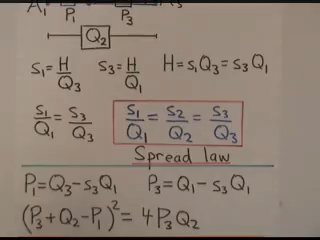 P₁ P₃
Q₂
s₁ = H/Q₃ s₃ = H/Q₁ H = s₁Q₃ = s₃Q₁
s₁/Q₁ = s₃/Q₃ s₁/Q₁ = s₂/Q₂ = s₃/Q₃
Spread law
P₁ = Q₃ - s₃Q₁ P₃ = Q₁ - s₃Q₁
(P₃ + Q₂ - P₁)² = 4P₃Q₂